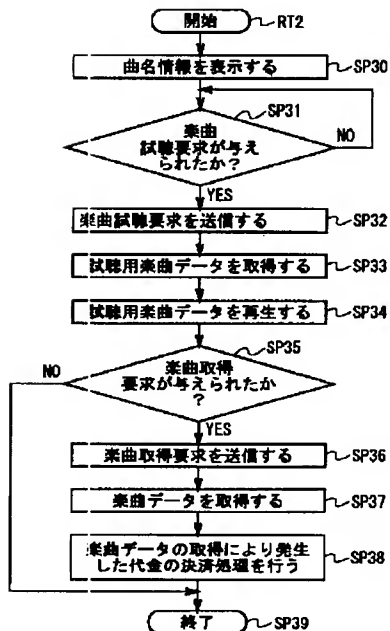 開始
RT2
曲名情報を表示する
SP30
SP31
楽曲
試聴要求が与え
られたか?
NO
YES
楽曲試聴要求を送信する
SP32
試聴用楽曲データを取得する
SP33
試聴用楽曲データを再生する
SP34
SP35
NO
楽曲取得
要求が与えられたか
?
YES
楽曲取得要求を送信する
SP36
楽曲データを取得する
SP37
楽曲データの取得により発生
した代金の決済処理を行う
SP38
終了
SP39